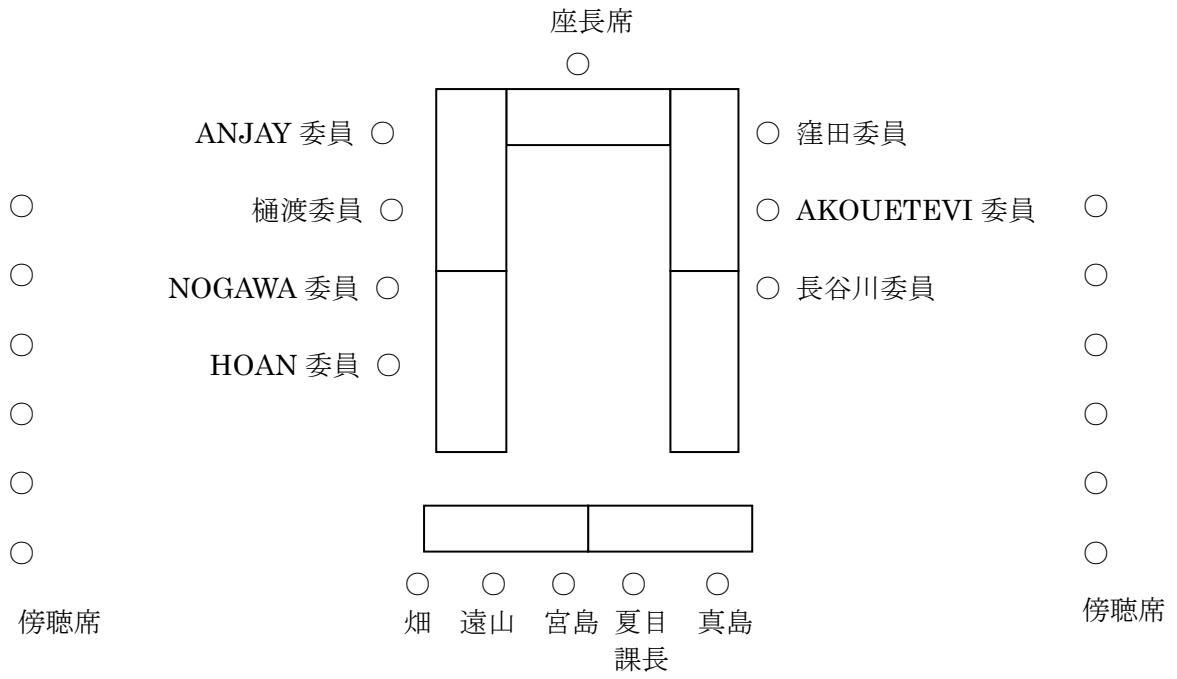 座長席
○
ANJAY 委員 ○
○ 窪田委員
樋渡委員 ○
○ AKOUETEVI 委員
NOGAWA 委員 ○
○ 長谷川委員
HOAN 委員 ○
○
○
○
○
○
○
傍聴席
○
○
○
○
○
○
傍聴席
○ ○ ○ ○ ○
畑 遠山 宮島 夏目 真島
課長